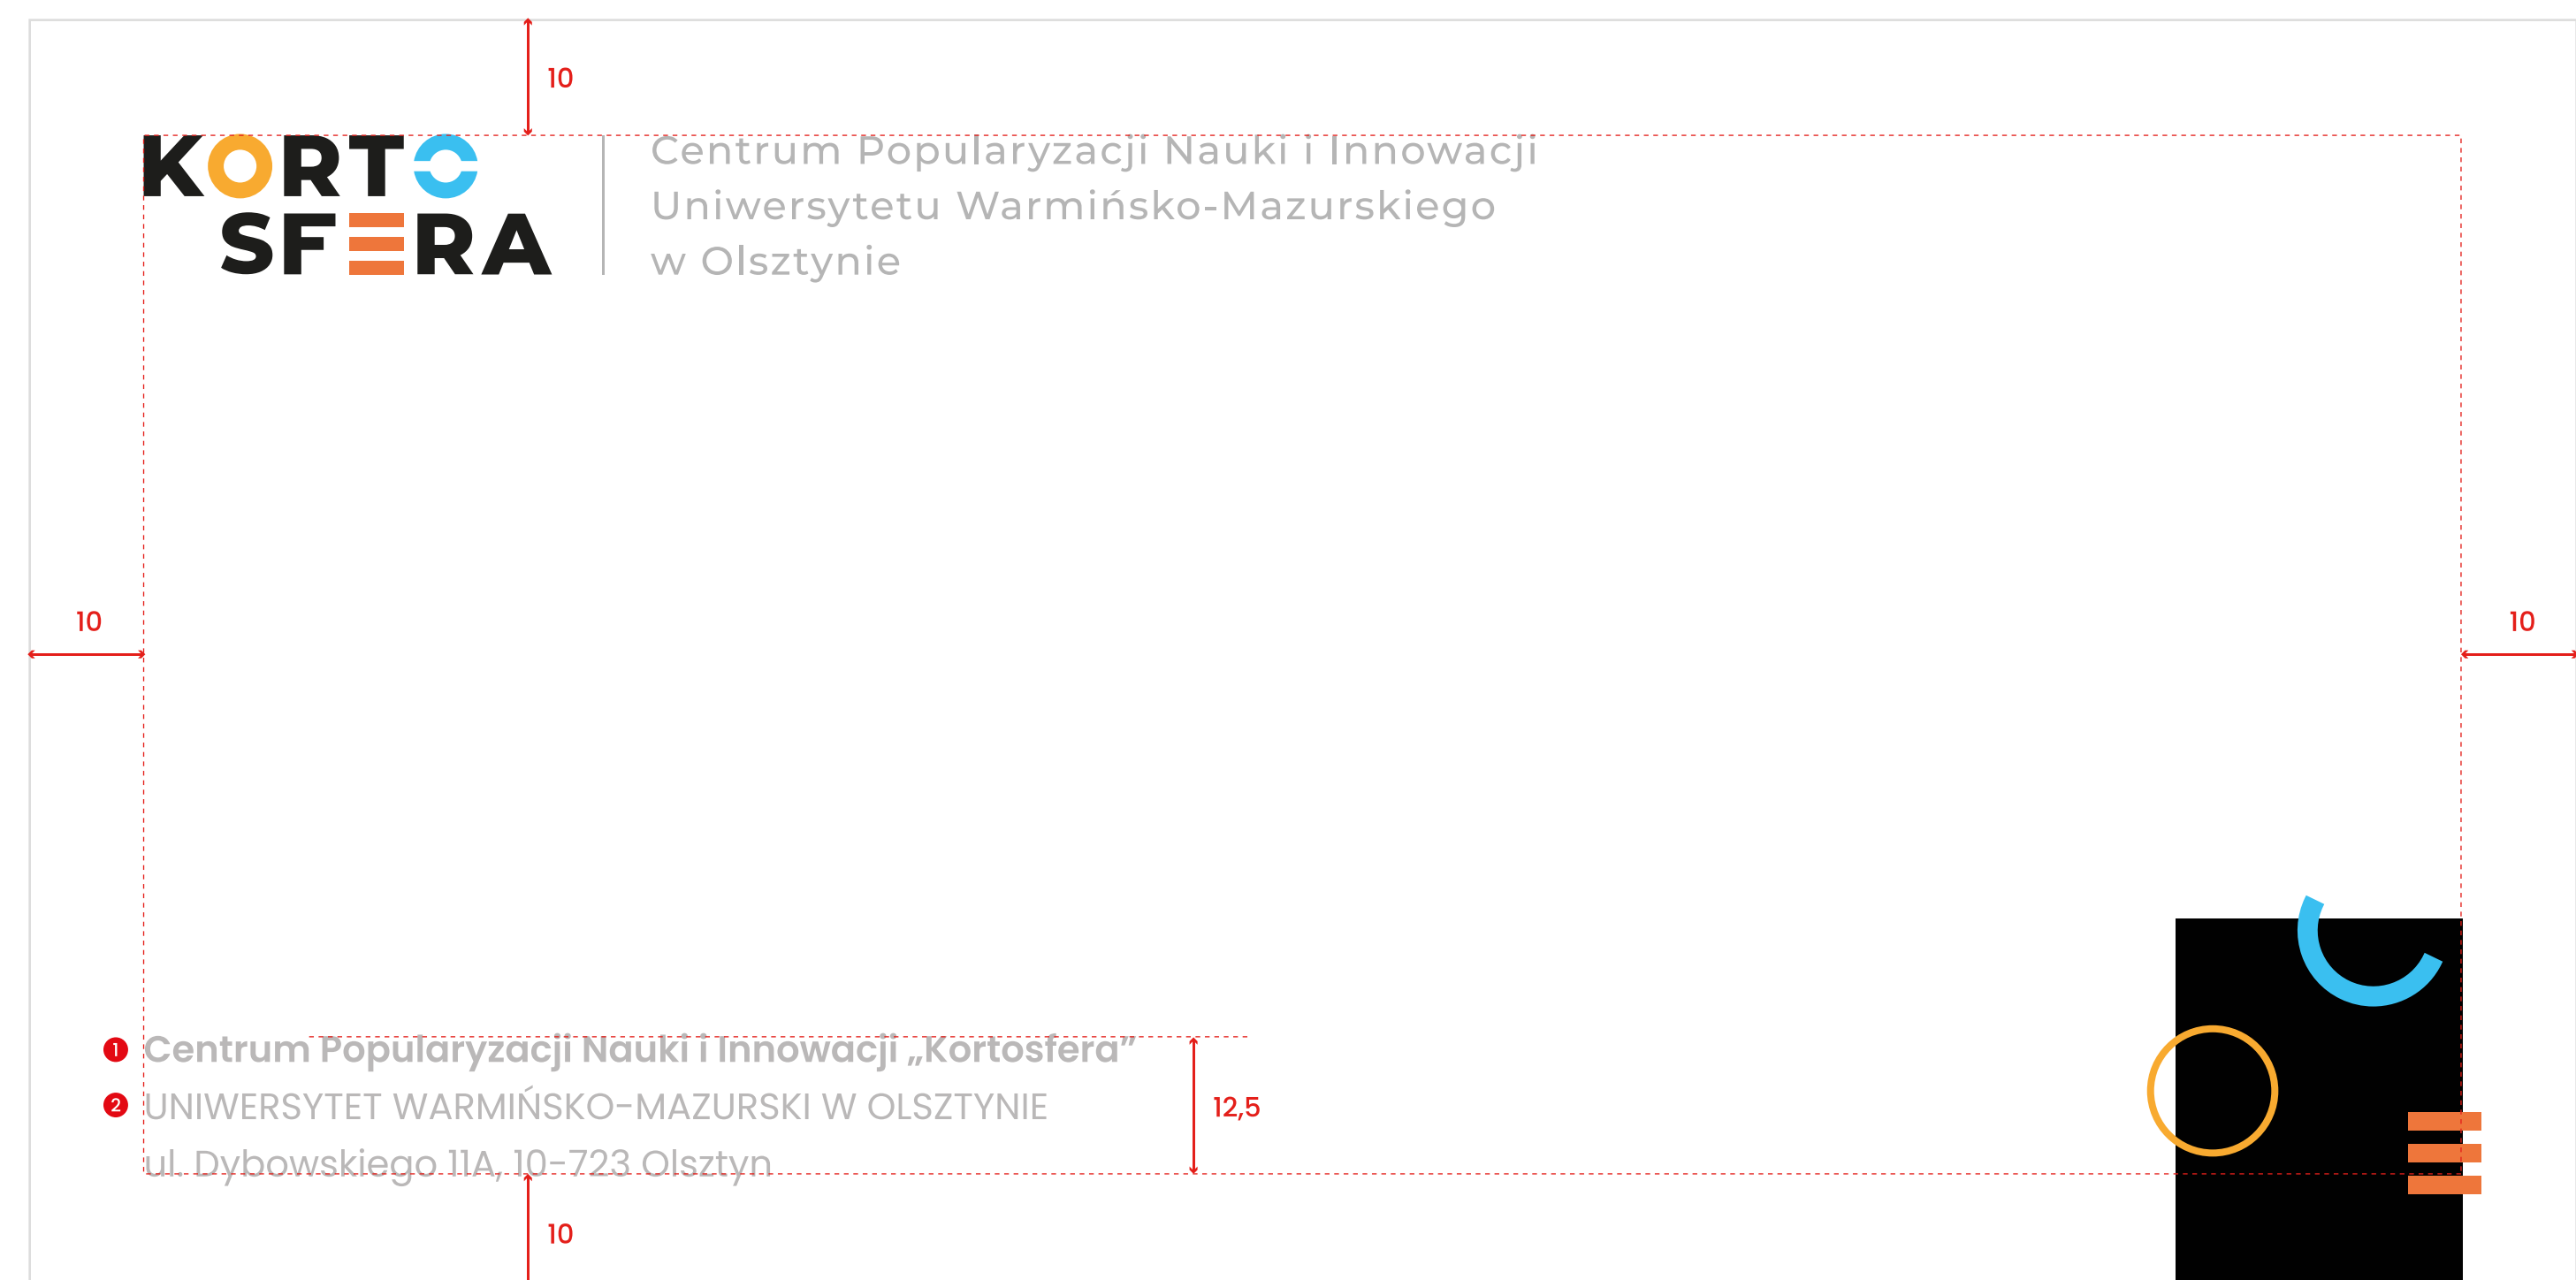 10
KORTO
SFERA
Centrum Popularyzacji Nauki i Innowacji
Uniwersytetu Warmińsko-Mazurskiego
w Olsztynie
10
10
1 Centrum Popularyzacji Nauki i Innowacji „Kortosfera”
2 UNIWERSYTET WARMIŃSKO-MAZURSKI W OLSZTYNIE
ul. Dybowskiego 11A, 10-723 Olsztyn
12,5
10